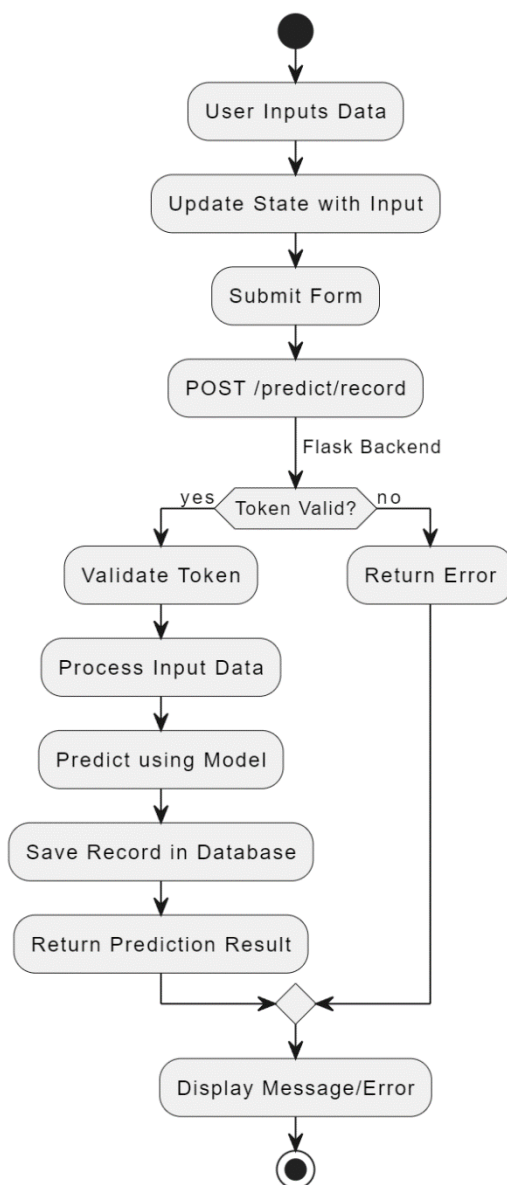 User Inputs Data
Update State with Input
Submit Form
POST /predict/record
Flask Backend
yes
Token Valid?
no
Validate Token
Return Error
Process Input Data
Predict using Model
Save Record in Database
Return Prediction Result
Display Message/Error